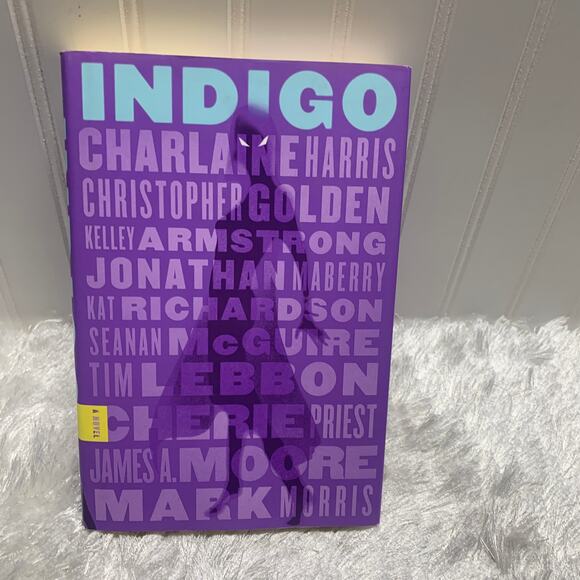 INDIGO
CHARLAINE HARRIS
CHRISTOPHER GOLDEN
KELLEY ARMSTRONG
JONATHAN MABERRY
KAT RICHARDSON
SEANAN McGUIRE
TIM LEBBON
CHERIE PRIEST
JAMES A. MOORE
MARK MORRIS
A NOVEL